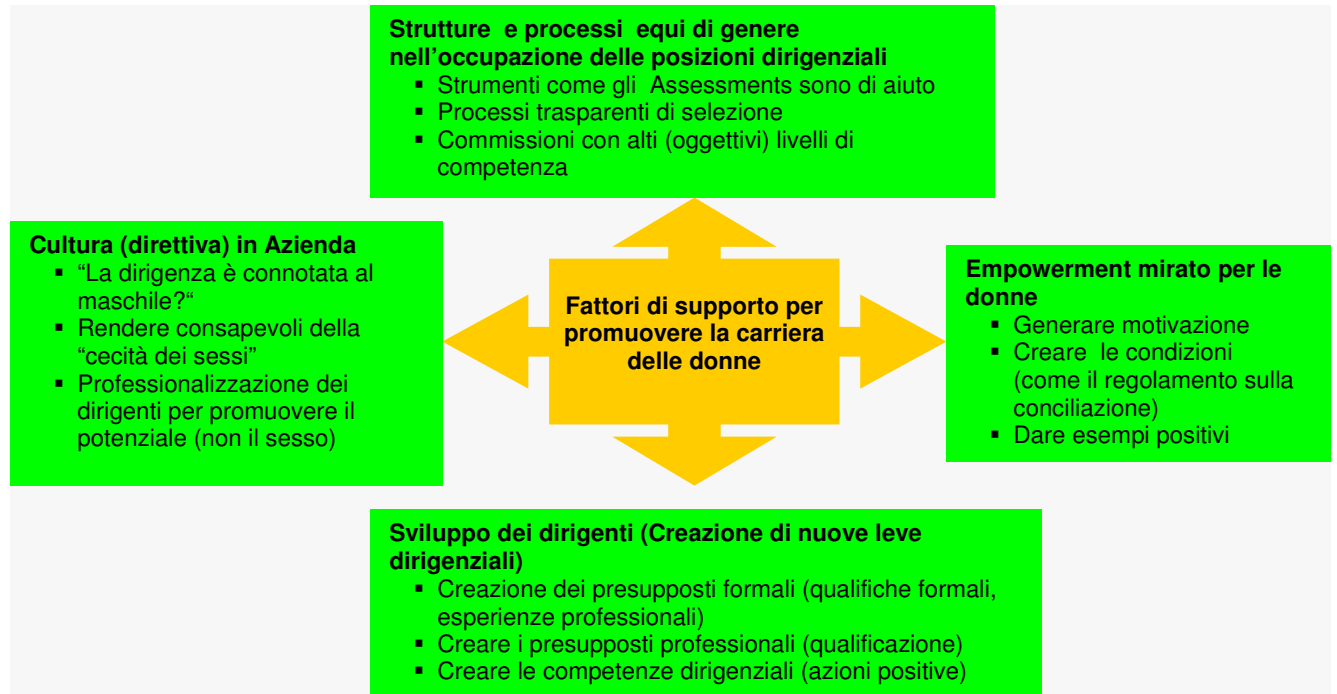 Strutture e processi equi di genere
nell'occupazione delle posizioni dirigenziali
▪ Strumenti come gli Assessments sono di aiuto
▪ Processi trasparenti di selezione
▪ Commissioni con alti (oggettivi) livelli di
competenza
Cultura (direttiva) in Azienda
▪ “La dirigenza è connotata al
maschile?“
▪ Rendere consapevoli della
“cecità dei sessi”
▪ Professionalizzazione dei
dirigenti per promuovere il
potenziale (non il sesso)
Fattori di supporto per
promuovere la carriera
delle donne
Empowerment mirato per le
donne
▪ Generare motivazione
▪ Creare le condizioni
(come il regolamento sulla
conciliazione)
▪ Dare esempi positivi
Sviluppo dei dirigenti (Creazione di nuove leve
dirigenziali)
▪ Creazione dei presupposti formali (qualifiche formali,
esperienze professionali)
▪ Creare i presupposti professionali (qualificazione)
▪ Creare le competenze dirigenziali (azioni positive)